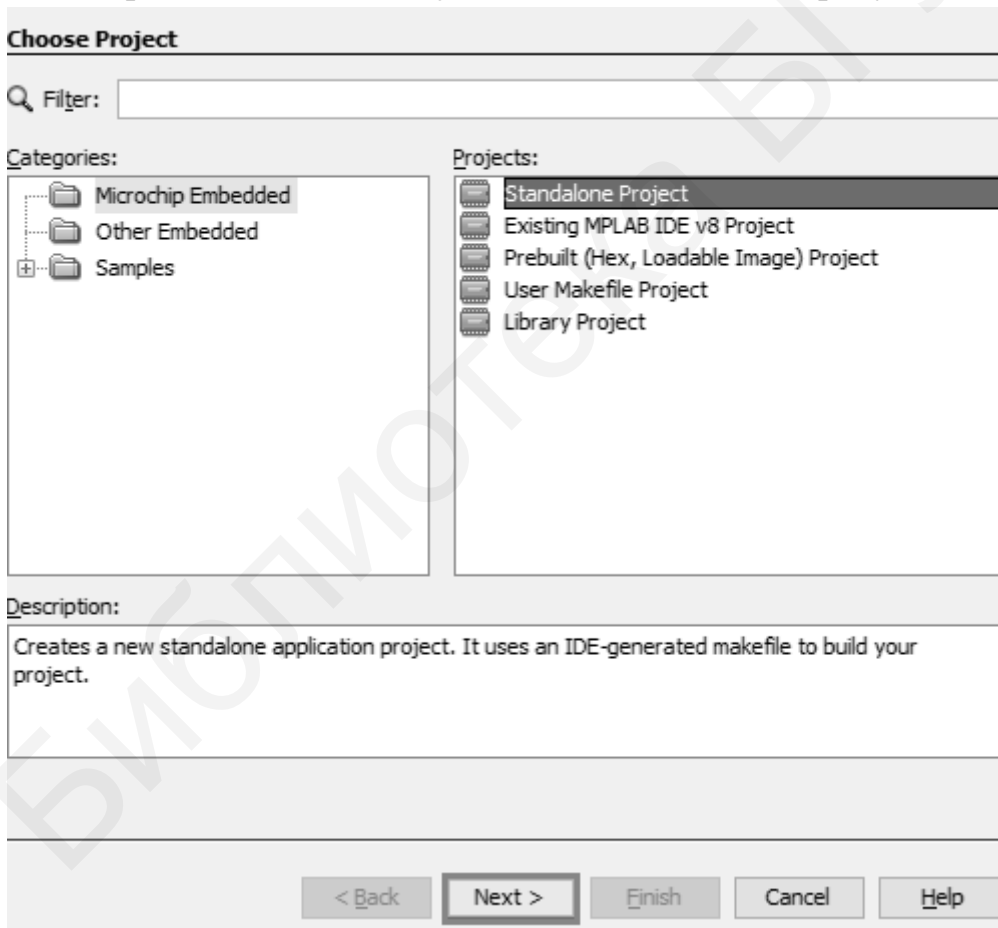 Choose Project
Filter:
Categories:
Projects:
Microchip Embedded
Other Embedded
Samples
Standalone Project
Existing MPLAB IDE v8 Project
Prebuilt (Hex, Loadable Image) Project
User Makefile Project
Library Project
Description:
Creates a new standalone application project. It uses an IDE-generated makefile to build your
project.
< Back
Next >
Finish
Cancel
Help
Библиотека